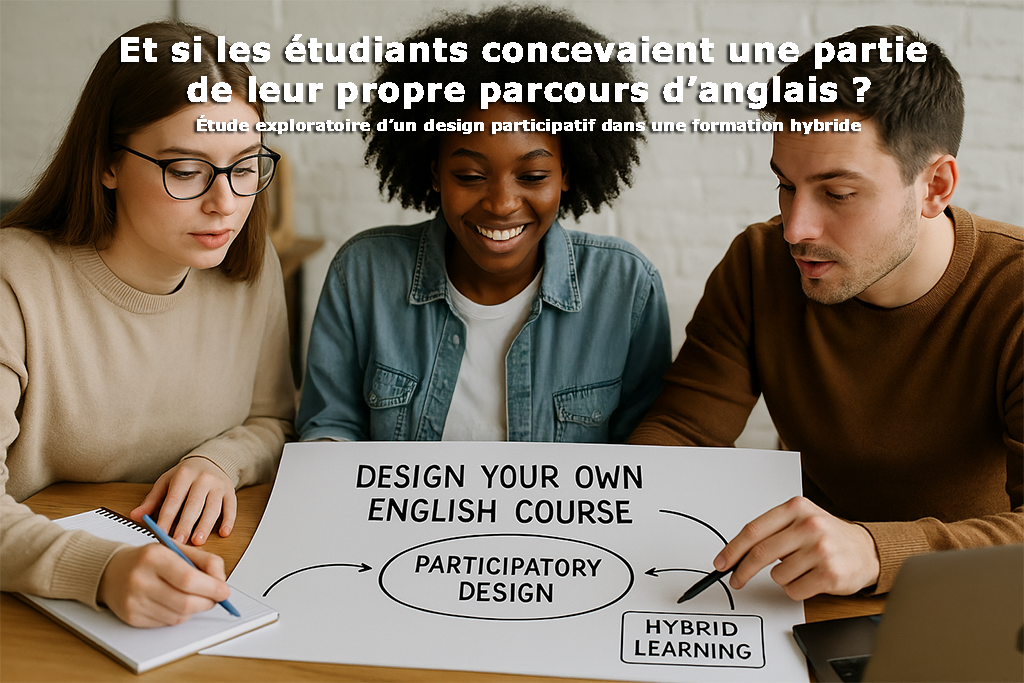 Et si les étudiants concevaient une partie
de leur propre parcours d’anglais ?
Étude exploratoire d’un design participatif dans une formation hybride
DESIGN YOUR OWN
ENGLISH COURSE
PARTICIPATORY
DESIGN
HYBRID
LEARNING